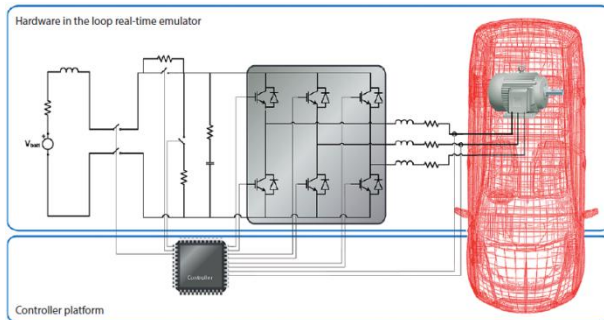 Hardware in the loop real-time emulator
Vbatt
Controller
Controller platform